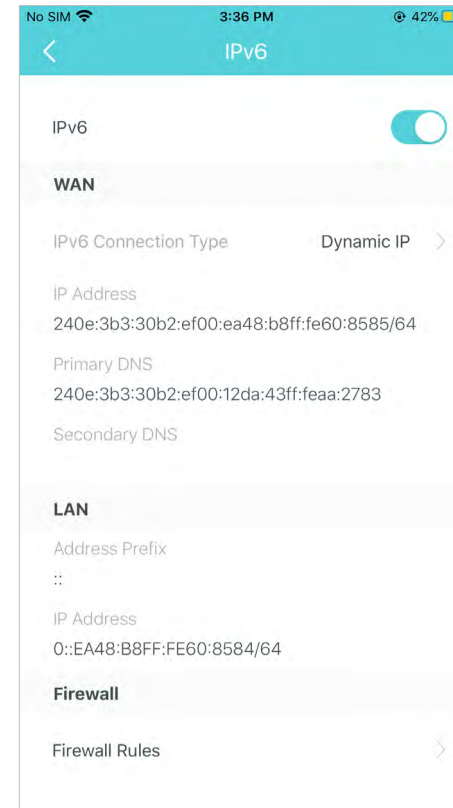 No SIM 3:36 PM 42%
IPv6
IPv6
WAN
IPv6 Connection Type Dynamic IP
IP Address
240e:3b3:30b2:ef00:ea48:b8ff:fe60:8585/64
Primary DNS
240e:3b3:30b2:ef00:12da:43ff:feaa:2783
Secondary DNS
LAN
Address Prefix
::
IP Address
0::EA48:B8FF:FE60:8584/64
Firewall
Firewall Rules